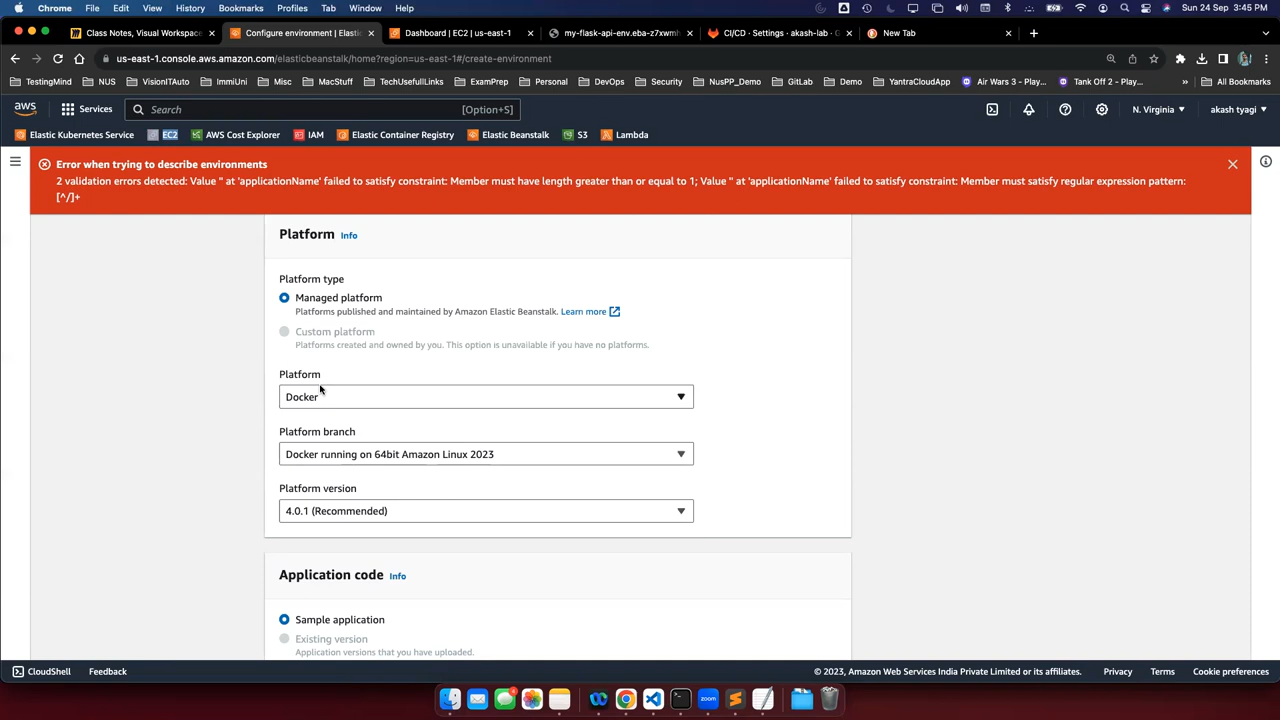 Chrome File Edit View History Bookmarks Profiles Tab Window Help Sun 24 Sep 3:45 PM
Class Notes, Visual Workspace Configure environment | Elastic Dashboard | EC2 | us-east-1 my-flask-api-env.eba-z7xwmh CI/CD · Settings · akash-lab · G New Tab
us-east-1.console.aws.amazon.com/elasticbeanstalk/home?region=us-east-1#/create-environment
TestingMind NUS VisionITAuto ImmiUni Misc MacStuff TechUsefullLinks ExamPrep Personal DevOps Security NusPP_Demo GitLab Demo YantraCloudApp Air Wars 3 - Play... Tank Off 2 - Play... » All Bookmarks
aws Services Search [Option+S] N. Virginia akash tyagi
Elastic Kubernetes Service EC2 AWS Cost Explorer IAM Elastic Container Registry Elastic Beanstalk S3 Lambda
Error when trying to describe environments
2 validation errors detected: Value '' at 'applicationName' failed to satisfy constraint: Member must have length greater than or equal to 1; Value '' at 'applicationName' failed to satisfy constraint: Member must satisfy regular expression pattern:
[^/]+
Platform Info
Platform type
Managed platform
Platforms published and maintained by Amazon Elastic Beanstalk. Learn more
Custom platform
Platforms created and owned by you. This option is unavailable if you have no platforms.
Platform
Docker
Platform branch
Docker running on 64bit Amazon Linux 2023
Platform version
4.0.1 (Recommended)
Application code Info
Sample application
Existing version
Application versions that you have uploaded.
CloudShell Feedback © 2023, Amazon Web Services India Private Limited or its affiliates. Privacy Terms Cookie preferences
zoom